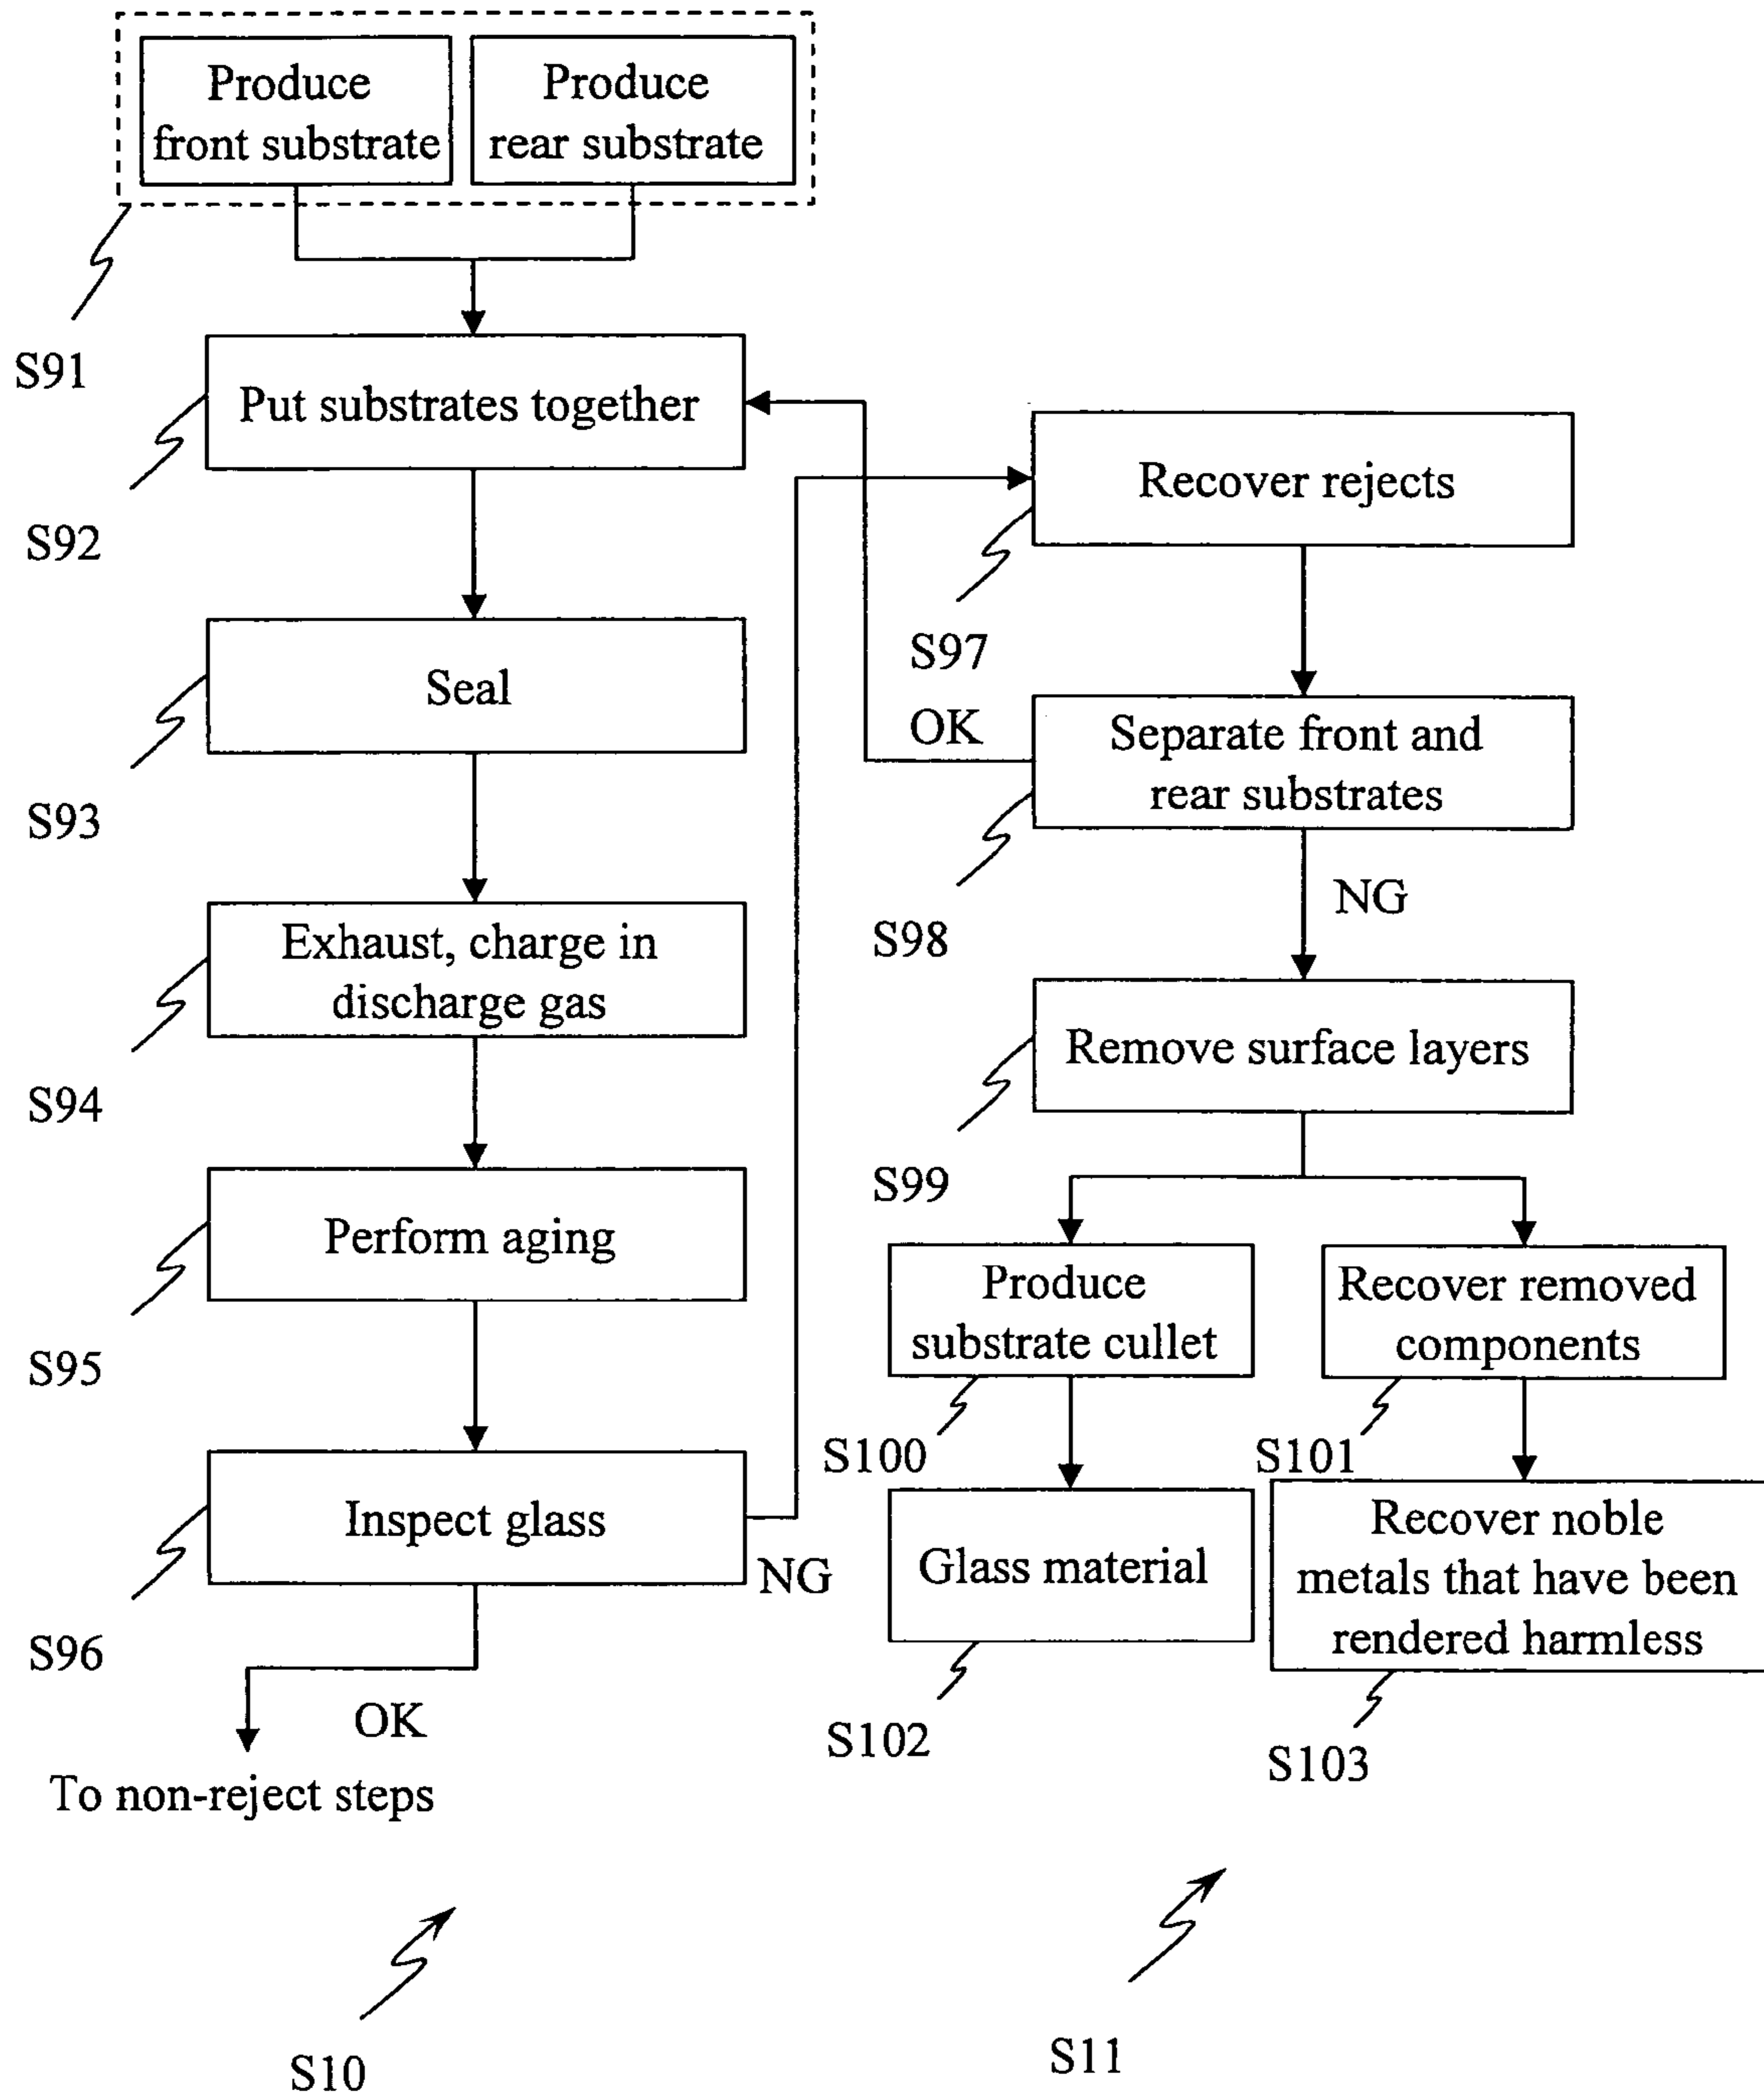 Produce
front substrate
Produce
rear substrate
S91
Put substrates together
S92
Seal
S93
Exhaust, charge in
discharge gas
S94
Perform aging
S95
Inspect glass
NG
S96
OK
To non-reject steps
S10
Recover rejects
S97
OK
Separate front and
rear substrates
S98
NG
Remove surface layers
S99
Produce
substrate cullet
S100
Recover removed
components
S101
Glass material
S102
Recover noble
metals that have been
rendered harmless
S103
S11